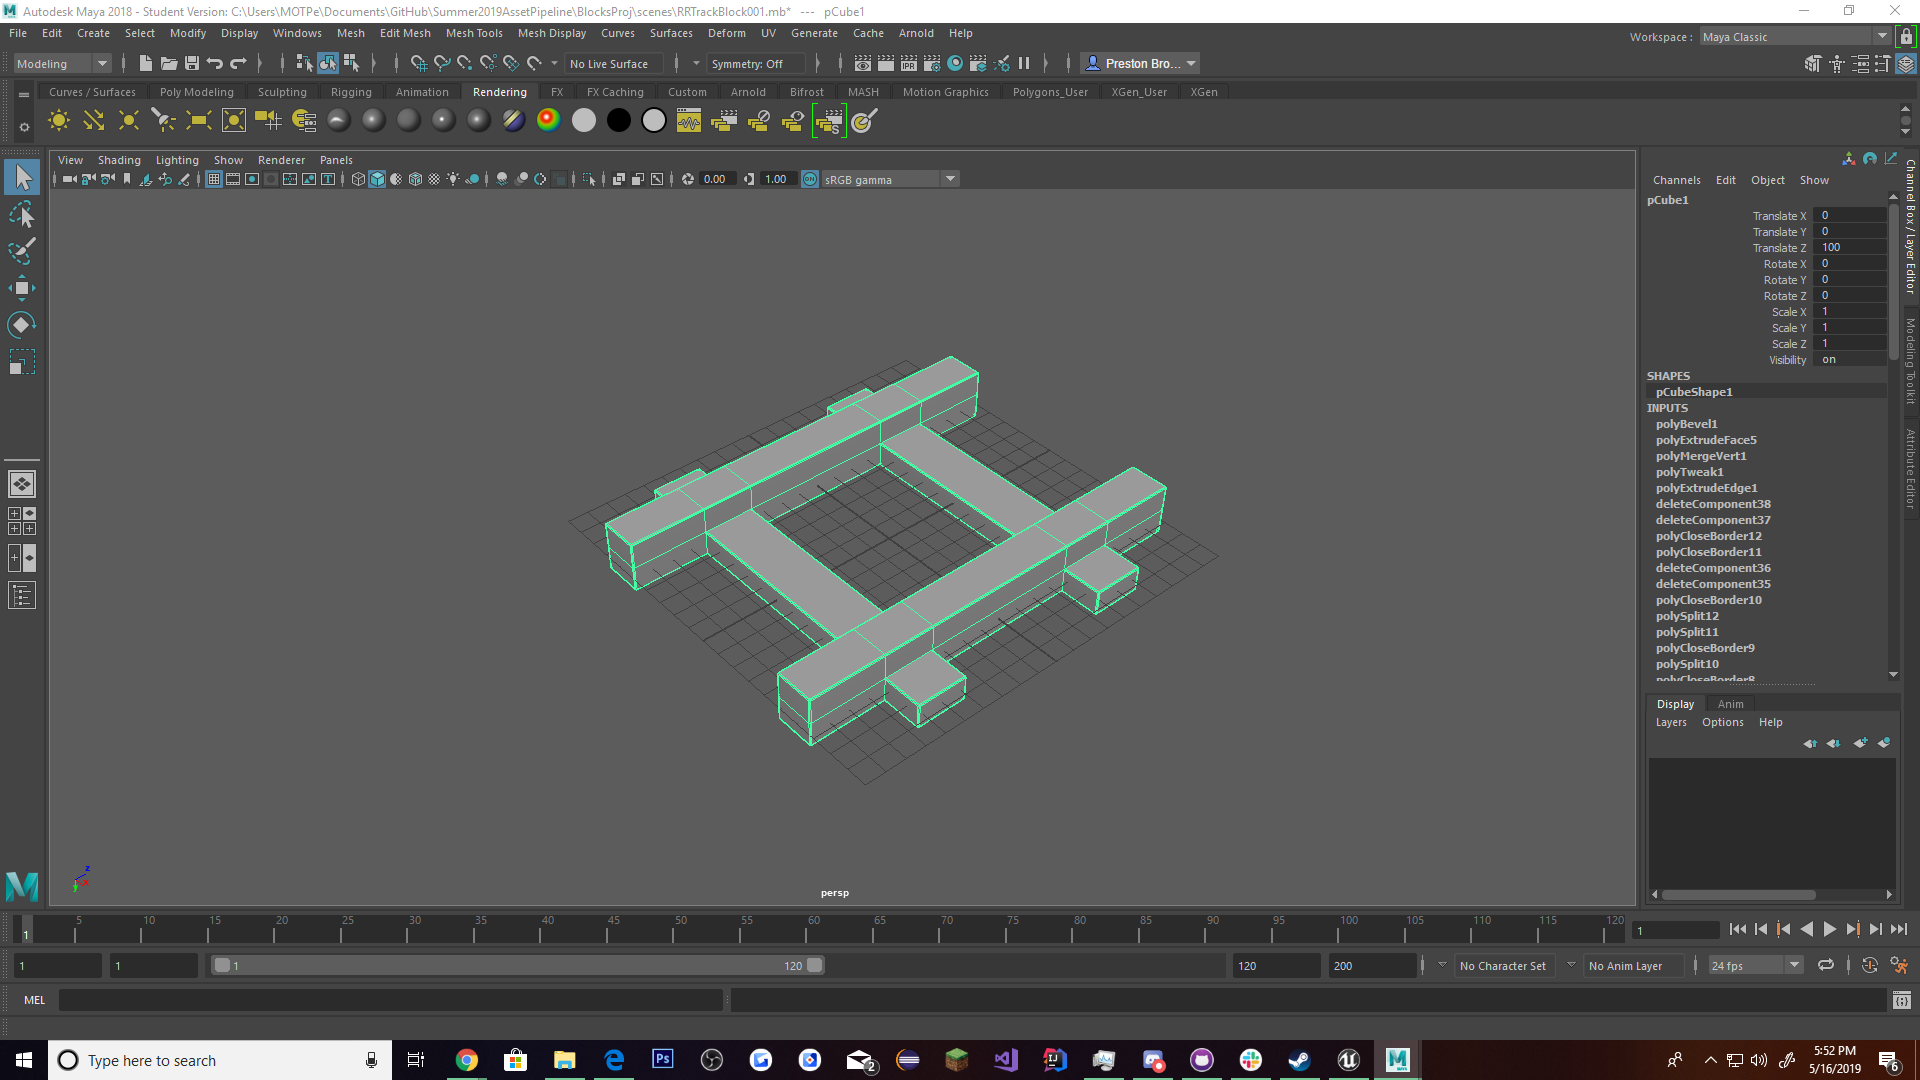 Autodesk Maya 2018 - Student Version: C:\Users\MOTPe\Documents\GitHub\Summer2019AssetPipeline\BlocksProj\scenes\RRTrackBlock001.mb* --- pCube1
File Edit Create Select Modify Display Windows Mesh Edit Mesh Mesh Tools Mesh Display Curves Surfaces Deform UV Generate Cache Arnold Help
Workspace : Maya Classic
Modeling No Live Surface Symmetry: Off Preston Bro...
Curves / Surfaces Poly Modeling Sculpting Rigging Animation Rendering FX FX Caching Custom Arnold Bifrost MASH Motion Graphics Polygons_User XGen_User XGen
View Shading Lighting Show Renderer Panels
0.00 1.00 sRGB gamma
Channels Edit Object Show
pCube1
Translate X 0
Translate Y 0
Translate Z 100
Rotate X 0
Rotate Y 0
Rotate Z 0
Scale X 1
Scale Y 1
Scale Z 1
Visibility on
SHAPES
pCubeShape1
INPUTS
polyBevel1
polyExtrudeFace5
polyMergeVert1
polyTweak1
polyExtrudeEdge1
deleteComponent38
deleteComponent37
polyCloseBorder12
polyCloseBorder11
deleteComponent36
deleteComponent35
polyCloseBorder10
polySplit12
polySplit11
polyCloseBorder9
polySplit10
polyCloseBorder8
Channel Box / Layer Editor
Modeling Toolkit
Attribute Editor
Display Anim
Layers Options Help
z
x
y
persp
1 5 10 15 20 25 30 35 40 45 50 55 60 65 70 75 80 85 90 95 100 105 110 115 120
1
1 1 1 120 120 200 No Character Set No Anim Layer 24 fps
MEL
Type here to search
2
5:52 PM
5/16/2019
6